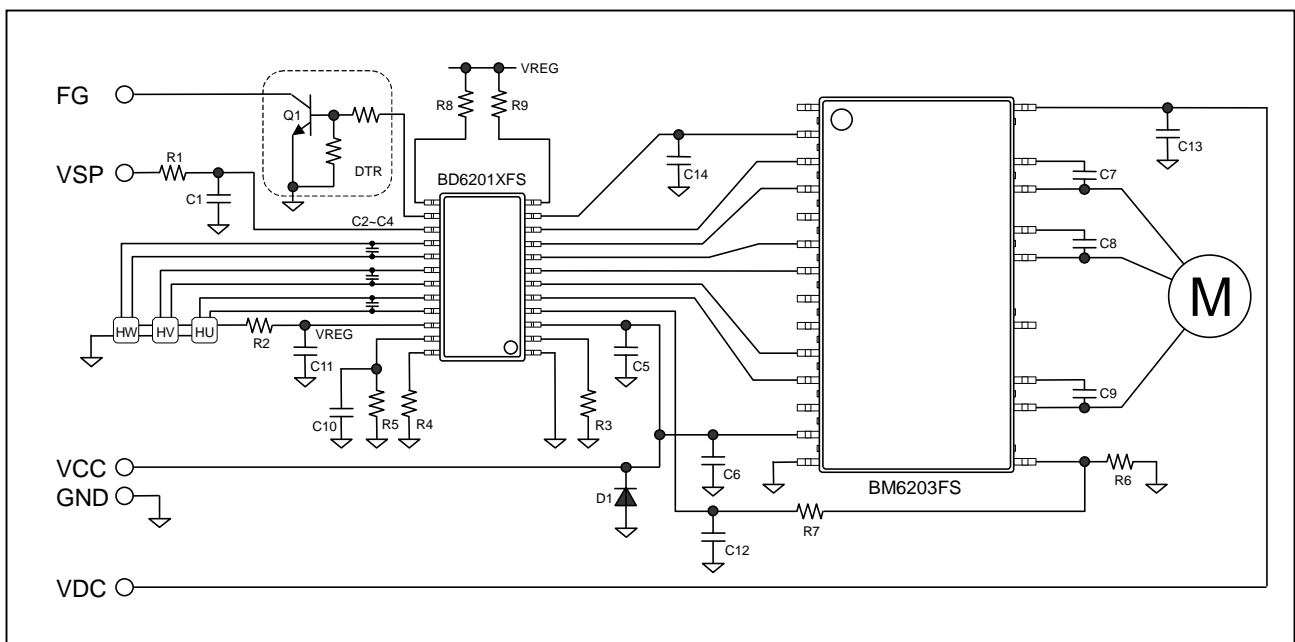 VREG
FG
R8
R9
Q1
DTR
C13
C14
R1
VSP
C1
BD6201XFS
C7
C2~C4
C8
M
HW
HV
HU
R2
VREG
C11
C5
C9
C10
R5
R4
R3
VCC
C6
R6
GND
D1
BM6203FS
R7
C12
VDC